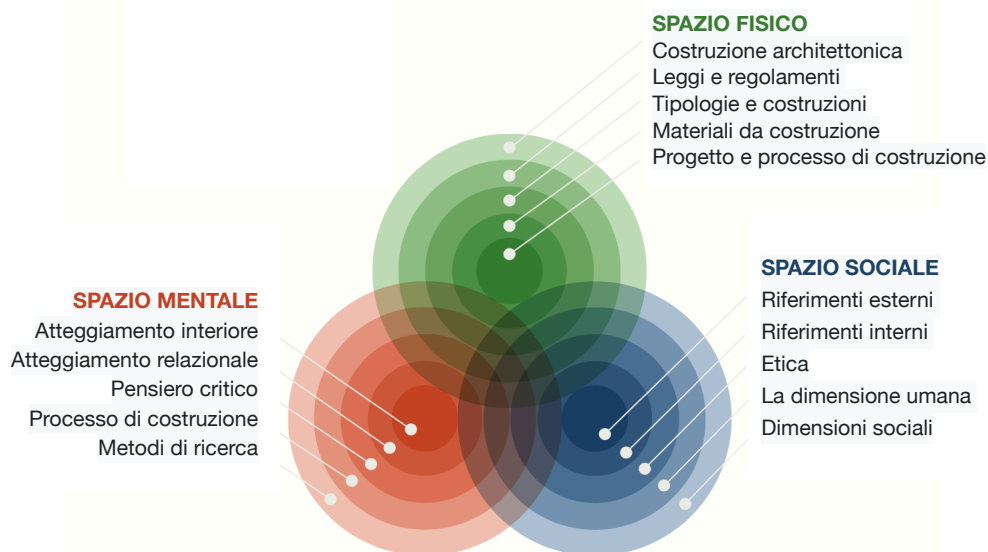 SPAZIO FISICO
Costruzione architettonica
Leggi e regolamenti
Tipologie e costruzioni
Materiali da costruzione
Progetto e processo di costruzione
SPAZIO MENTALE
Atteggiamento interiore
Atteggiamento relazionale
Pensiero critico
Processo di costruzione
Metodi di ricerca
SPAZIO SOCIALE
Riferimenti esterni
Riferimenti interni
Etica
La dimensione umana
Dimensioni sociali